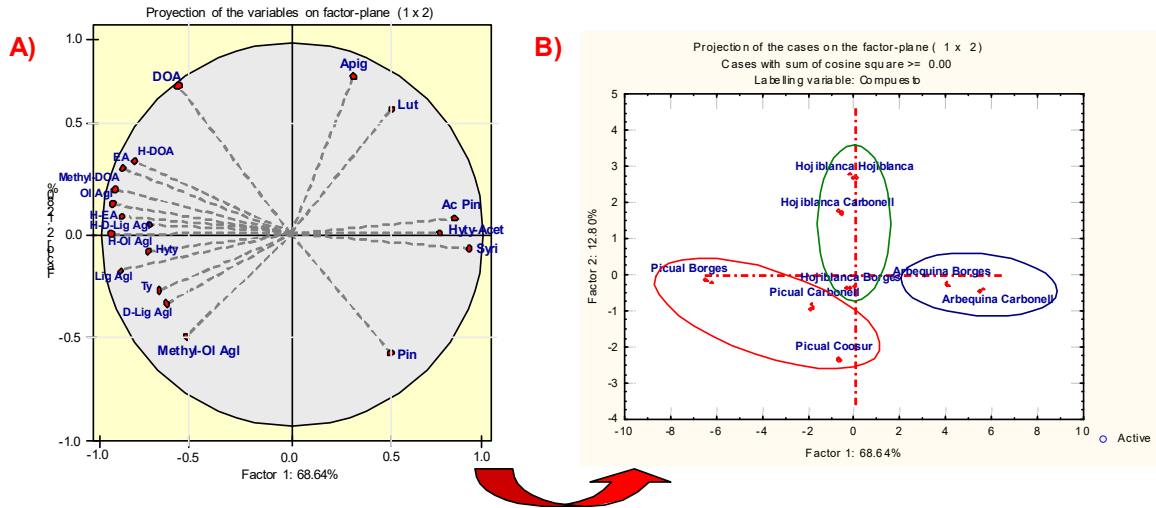 A)
Proyection of the variables on factor-plane (1 x 2)
1.0
DOA
Apig
Lut
0.5
H-DOA
EA
Methyl-DOA
Ol Agl
H-EA
H-D-Lig Agl
Ac Pin
Hyty-Acet
0.0
H-Ol Agl
Hyty
Syri
Lig Agl
Ty
D-Lig Agl
-0.5
Methyl-Ol Agl
Pin
-1.0
-1.0
-0.5
0.0
0.5
1.0
Factor 1: 68.64%
B)
Projection of the cases on the factor-plane ( 1 x 2)
Cases with sum of cosine square >= 0.00
Labelling variable: Compuesto
5
4
3
2
1
0
-1
-2
-3
-4
Factor 2: 12.80%
Hojiblanca Hojiblanca
Hojiblanca Carbonell
Picual Borges
Hojiblanca Borges
Arbequina Borges
Picual Carbonell
Arbequina Carbonell
Picual Coosur
-10
-8
-6
-4
-2
0
2
4
6
8
10
Factor 1: 68.64%
Active